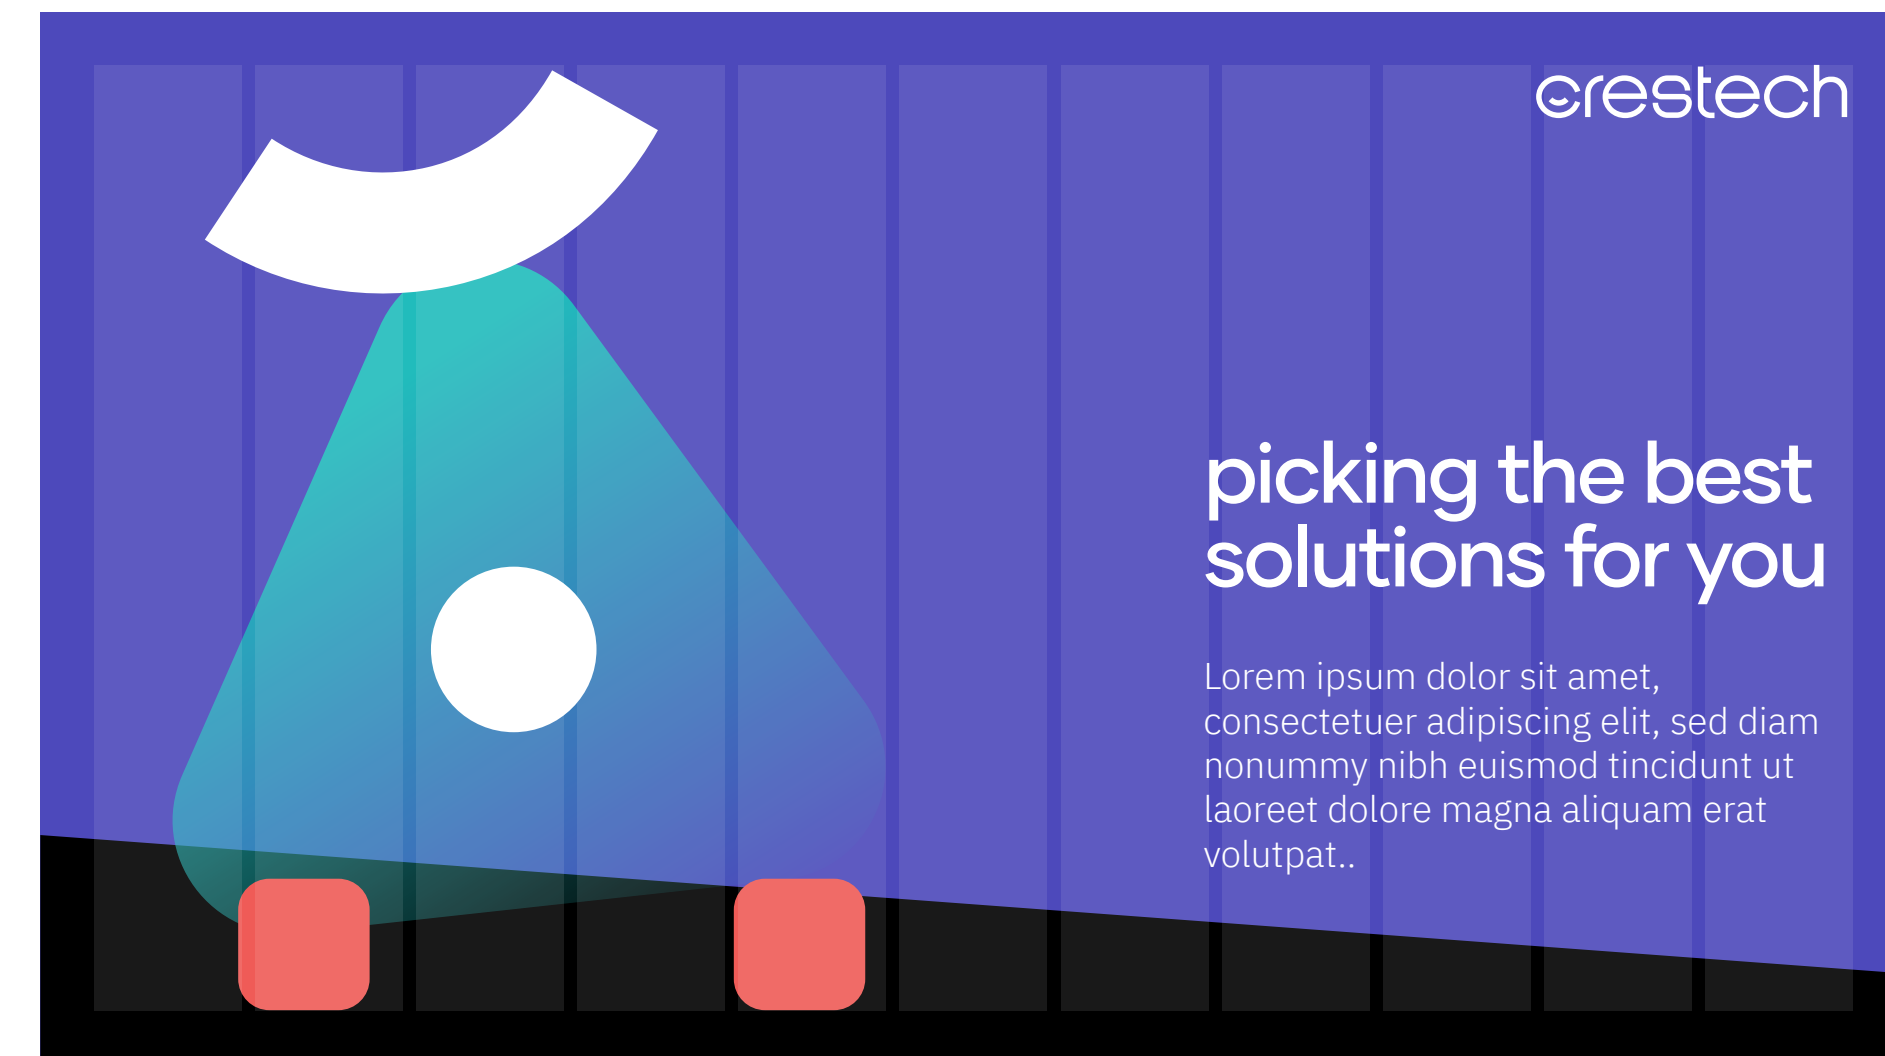 crestech
picking the best
solutions for you
Lorem ipsum dolor sit amet,
consectetuer adipiscing elit, sed diam
nonummy nibh euismod tincidunt ut
laoreet dolore magna aliquam erat
volutpat..